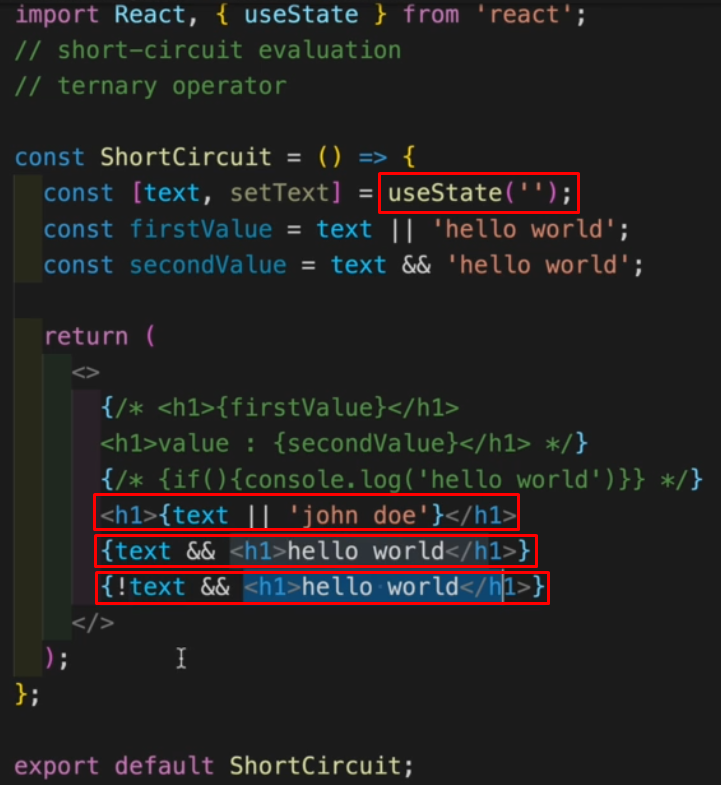 import React, { useState } from 'react';
// short-circuit evaluation
// ternary operator
const ShortCircuit = () => {
const [text, setText] = useState('');
const firstValue = text || 'hello world';
const secondValue = text && 'hello world';
return (
<>
{/* <h1>{firstValue}</h1>
<h1>value : {secondValue}</h1> */}
{/* {if(){console.log('hello world')}} */}
<h1>{text || 'john doe'}</h1>
{text && <h1>hello world</h1>}
{!text && <h1>hello world</h1>}
</>
);
};
export default ShortCircuit;